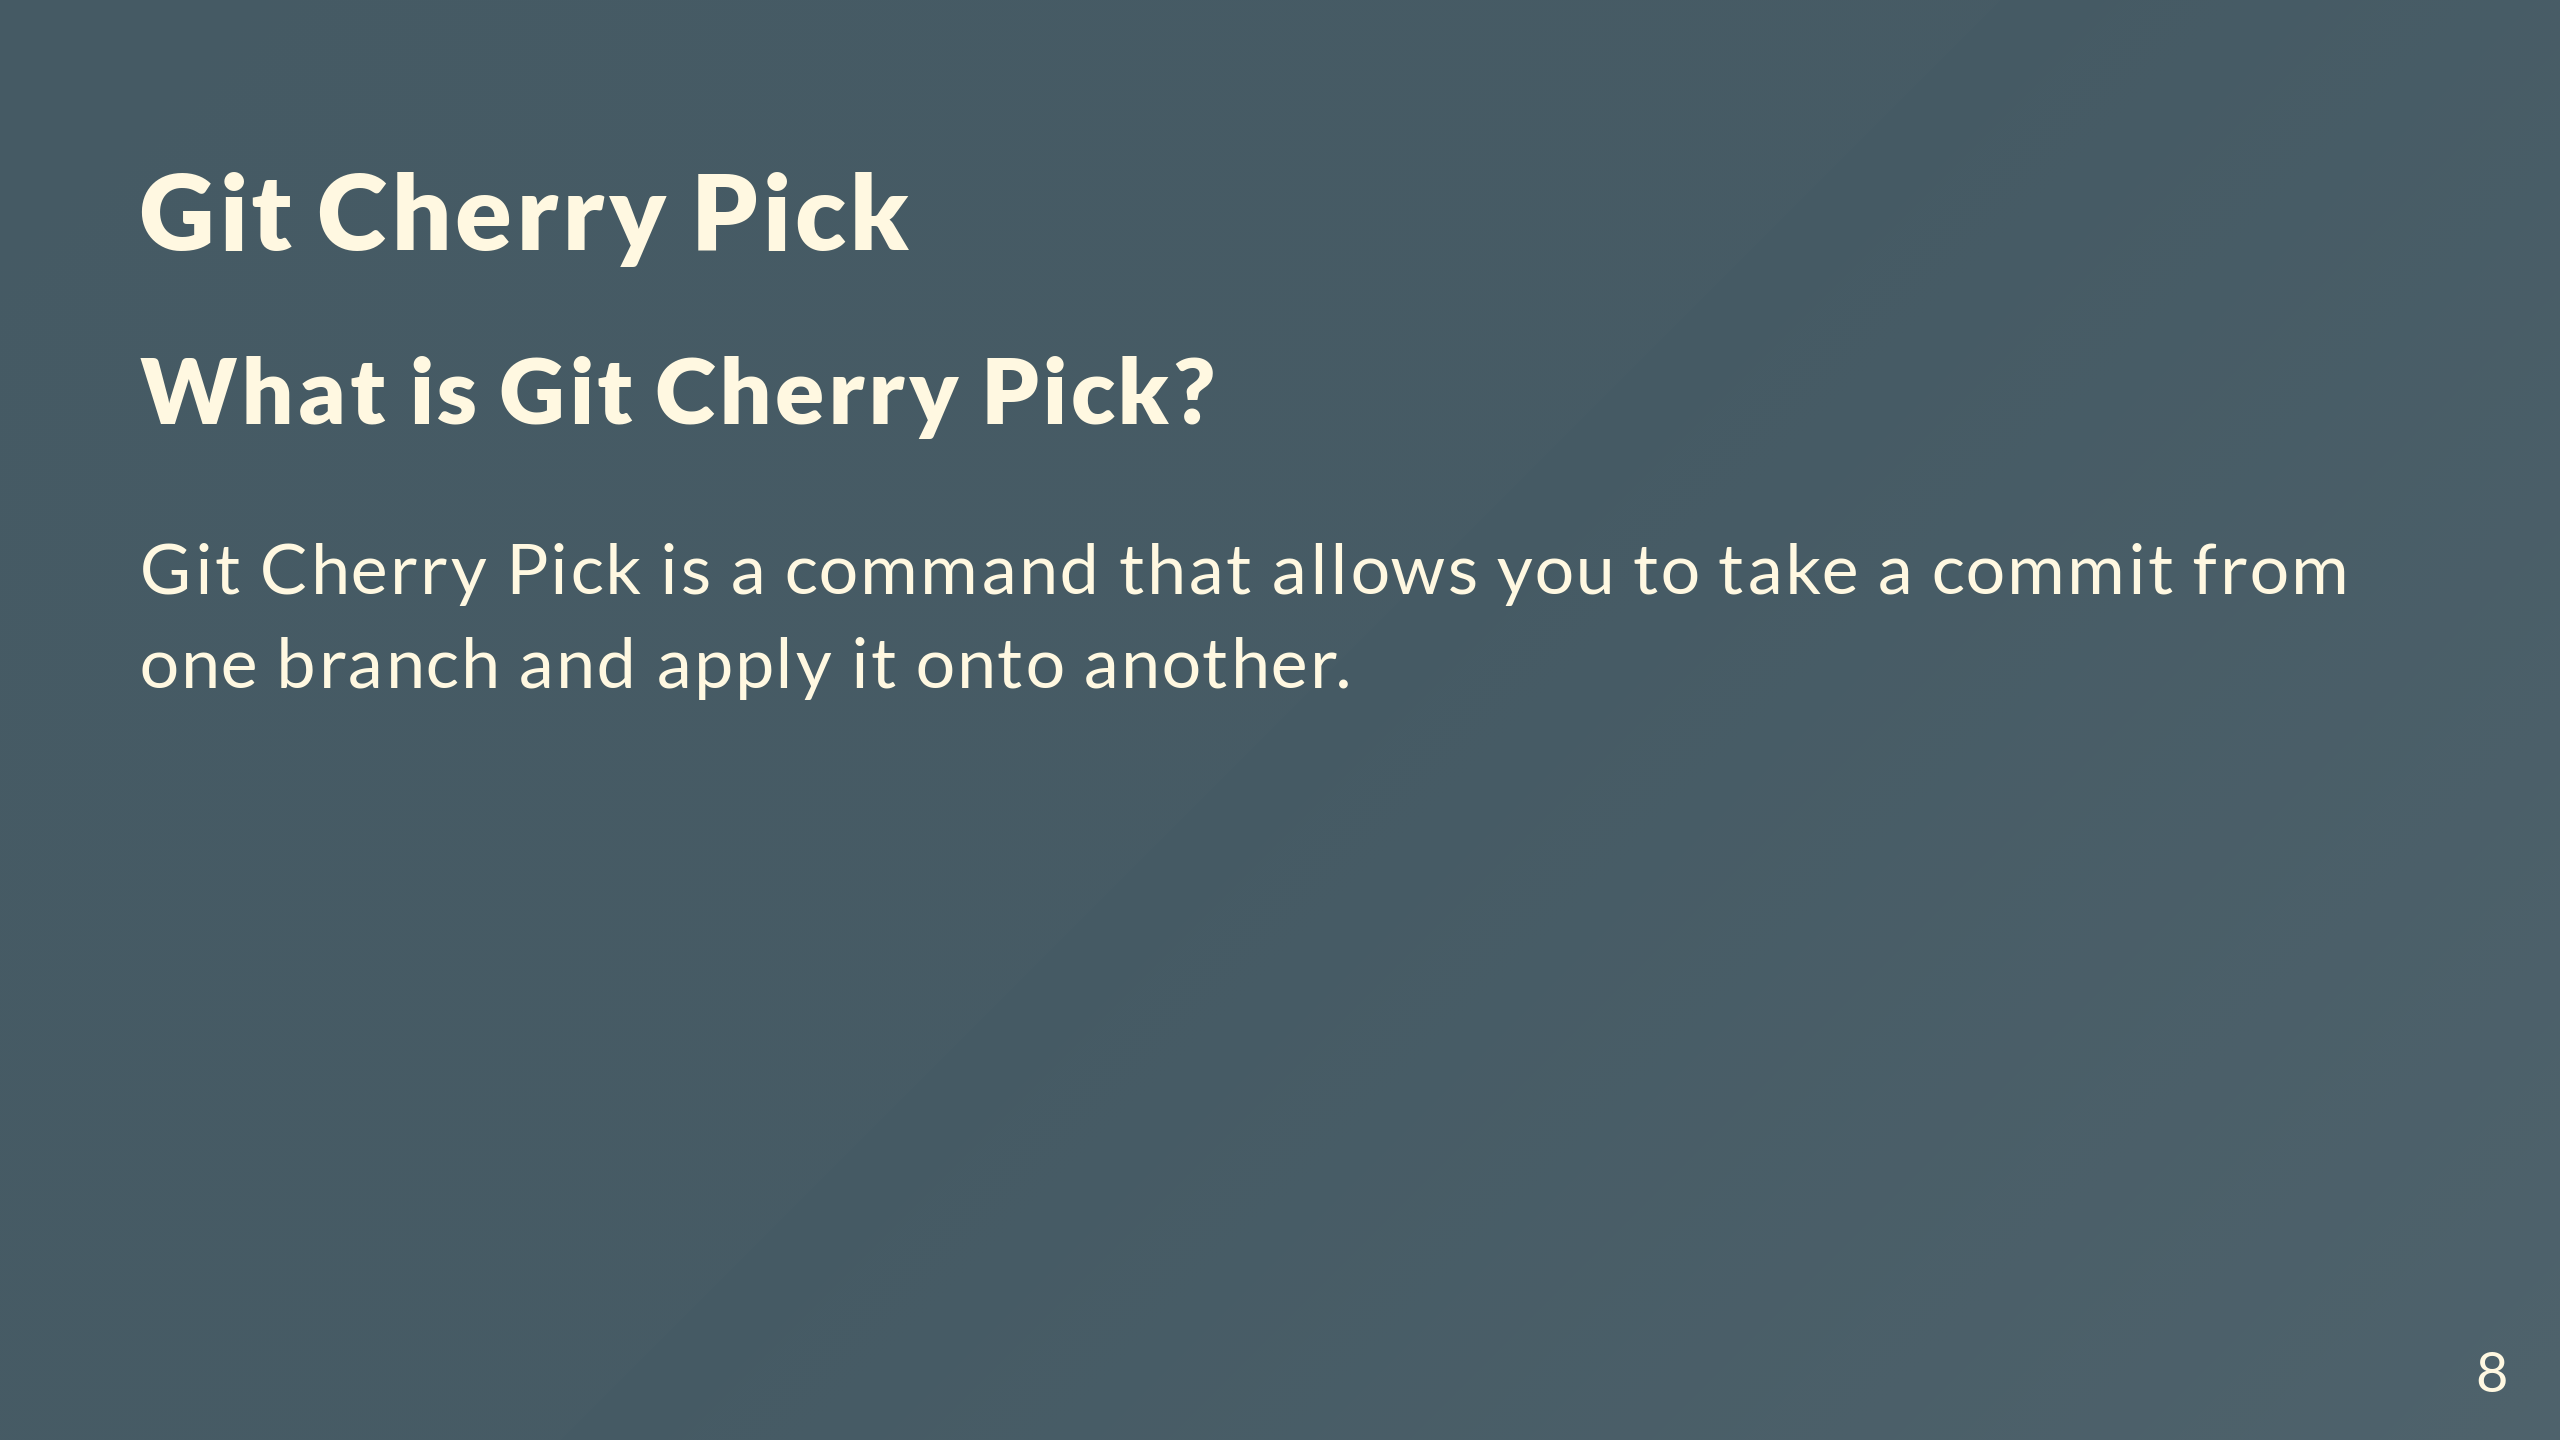 Git Cherry Pick
What is Git Cherry Pick?
Git Cherry Pick is a command that allows you to take a commit from
one branch and apply it onto another.
8